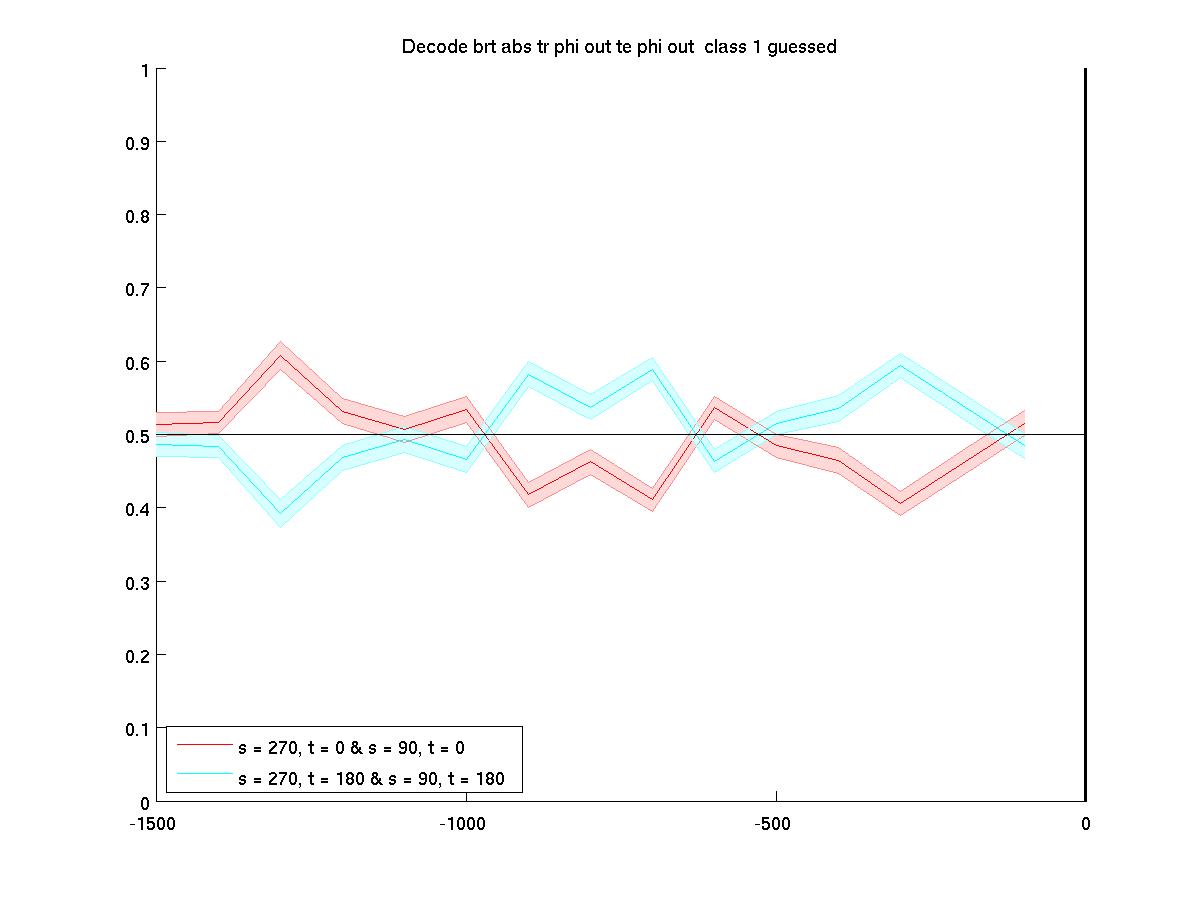 Decode brt abs tr phi out te phi out  class 1 guessed
1
0.9
0.8
0.7
0.6
0.5
0.4
0.3
0.2
0.1
0
s = 270, t = 0 & s = 90, t = 0
s = 270, t = 180 & s = 90, t = 180
-1500 -1000 -500 0